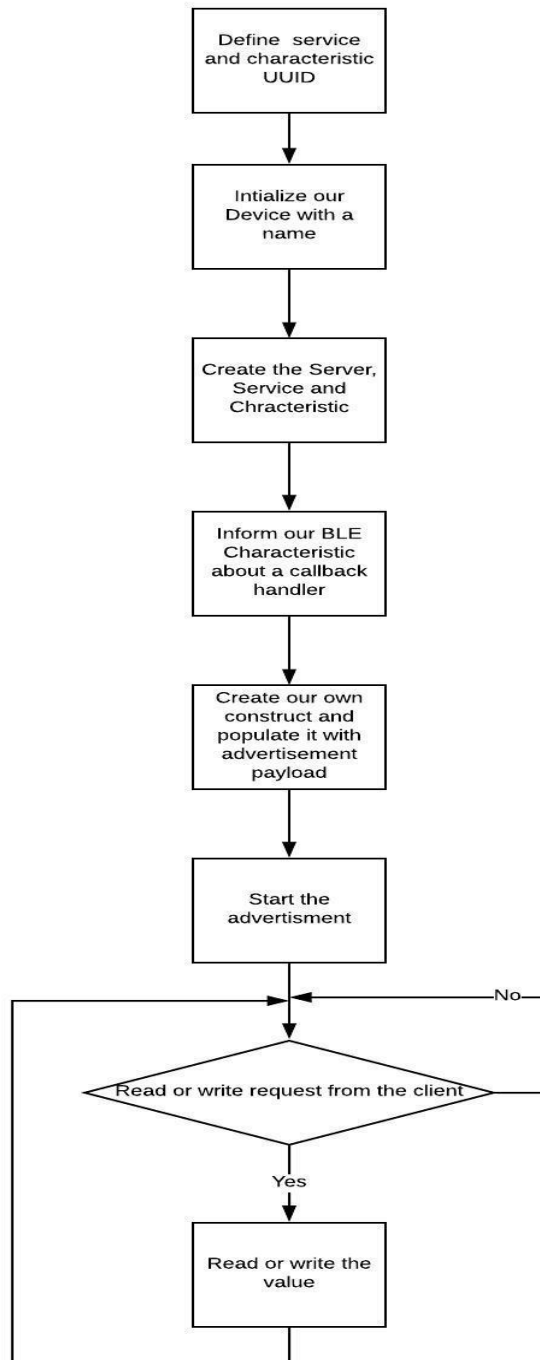 Define service
and characteristic
UUID
Intialize our
Device with a
name
Create the Server,
Service and
Chracteristic
Inform our BLE
Characteristic
about a callback
handler
Create our own
construct and
populate it with
advertisement
payload
Start the
advertisment
No
Read or write request from the client
Yes
Read or write the
value